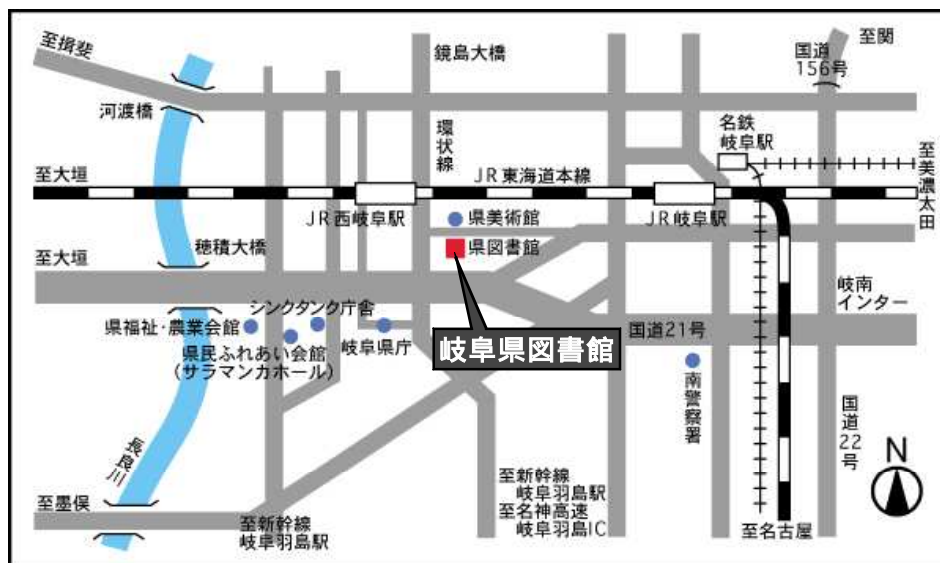 至揖斐
鏡島大橋
国道
156号
至関
河渡橋
環状線
名鉄
岐阜駅
至美濃太田
至大垣
JR東海道本線
JR西岐阜駅
県美術館
JR岐阜駅
穂積大橋
県図書館
至大垣
岐南
インター
シンクタンク庁舎
県福祉・農業会館
県民ふれあい会館
(サラマンカホール)
岐阜県庁
岐阜県図書館
国道21号
南警察署
国道22号
長良川
N
至墨俣
至新幹線
岐阜羽島駅
至新幹線
岐阜羽島駅
至名神高速
岐阜羽島IC
至名古屋